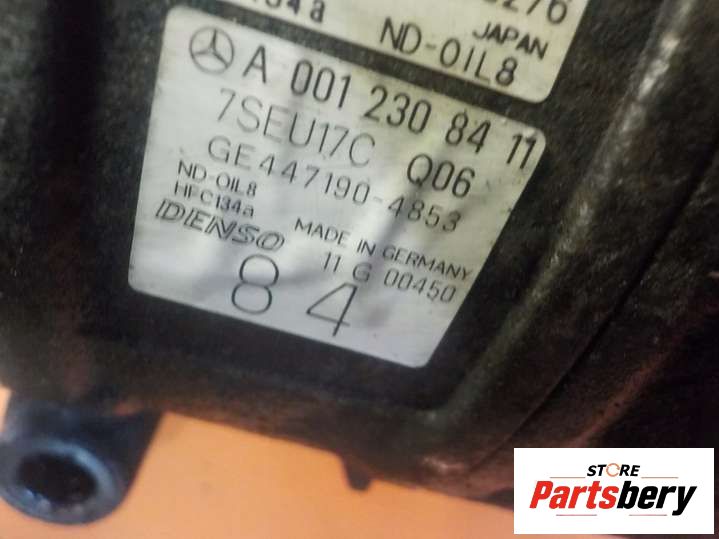 JAPAN
ND-OIL8
A 001 230 84 11
7SEU17C Q06
GE447190-4853
ND-OIL8
HFC134a
DENSO
MADE IN GERMANY
11 G 00450
84
STORE
Partsbery